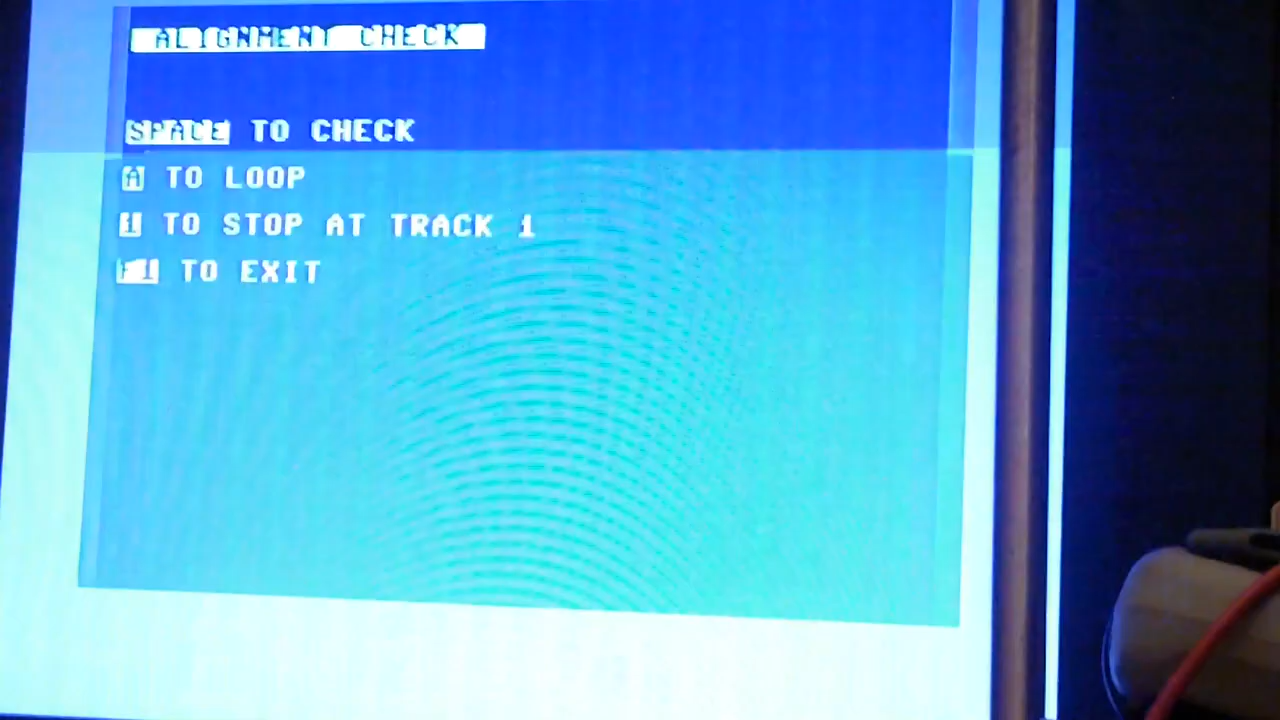 ALIGNMENT CHECK
SPACE TO CHECK
A TO LOOP
1 TO STOP AT TRACK 1
F1 TO EXIT